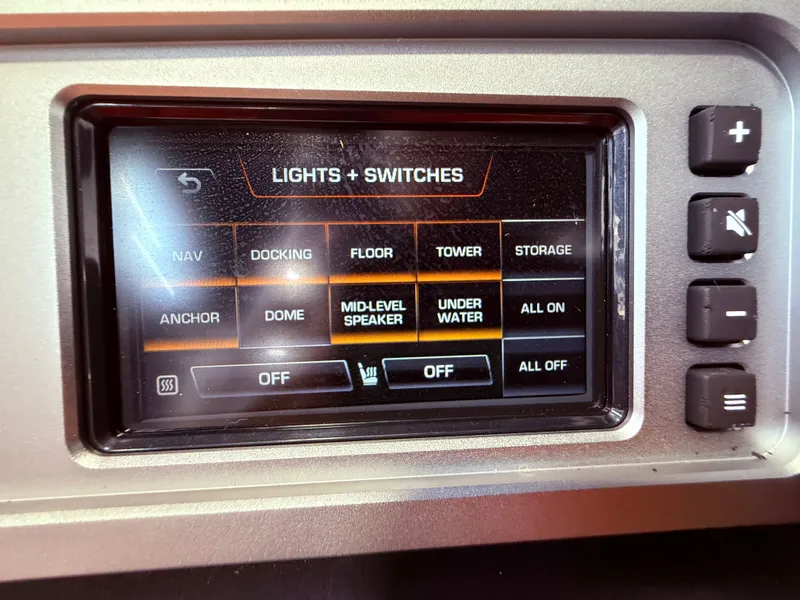 LIGHTS + SWITCHES
NAV
DOCKING
FLOOR
TOWER
STORAGE
ANCHOR
DOME
MID-LEVEL
SPEAKER
UNDER
WATER
ALL ON
OFF
OFF
ALL OFF